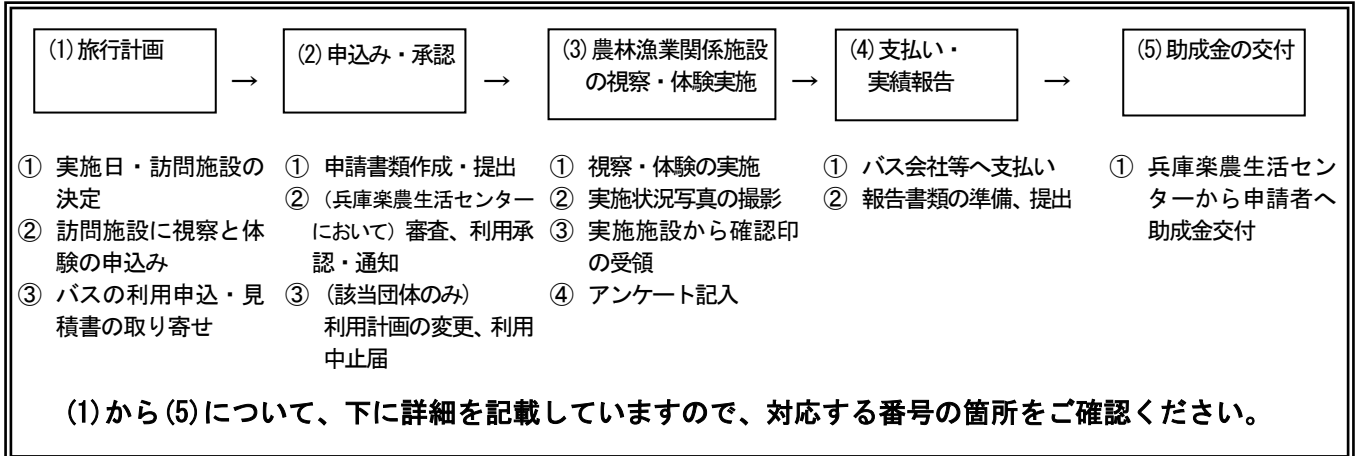 (1)旅行計画
→
(2)申込み・承認
→
(3)農林漁業関係施設
の視察・体験実施
→
(4)支払い・
実績報告
→
(5)助成金の交付
① 実施日・訪問施設の
決定
② 訪問施設に視察と体
験の申込み
③ バスの利用申込・見
積書の取り寄せ
① 申請書類作成・提出
② (兵庫楽農生活センター
において) 審査、利用承
認・通知
③ (該当団体のみ)
利用計画の変更、利用
中止届
① 視察・体験の実施
② 実施状況写真の撮影
③ 実施施設から確認印
の受領
④ アンケート記入
① バス会社等へ支払い
② 報告書類の準備、提出
① 兵庫楽農生活セン
ターから申請者へ
助成金交付
(1)から(5)について、下に詳細を記載していますので、対応する番号の箇所をご確認ください。